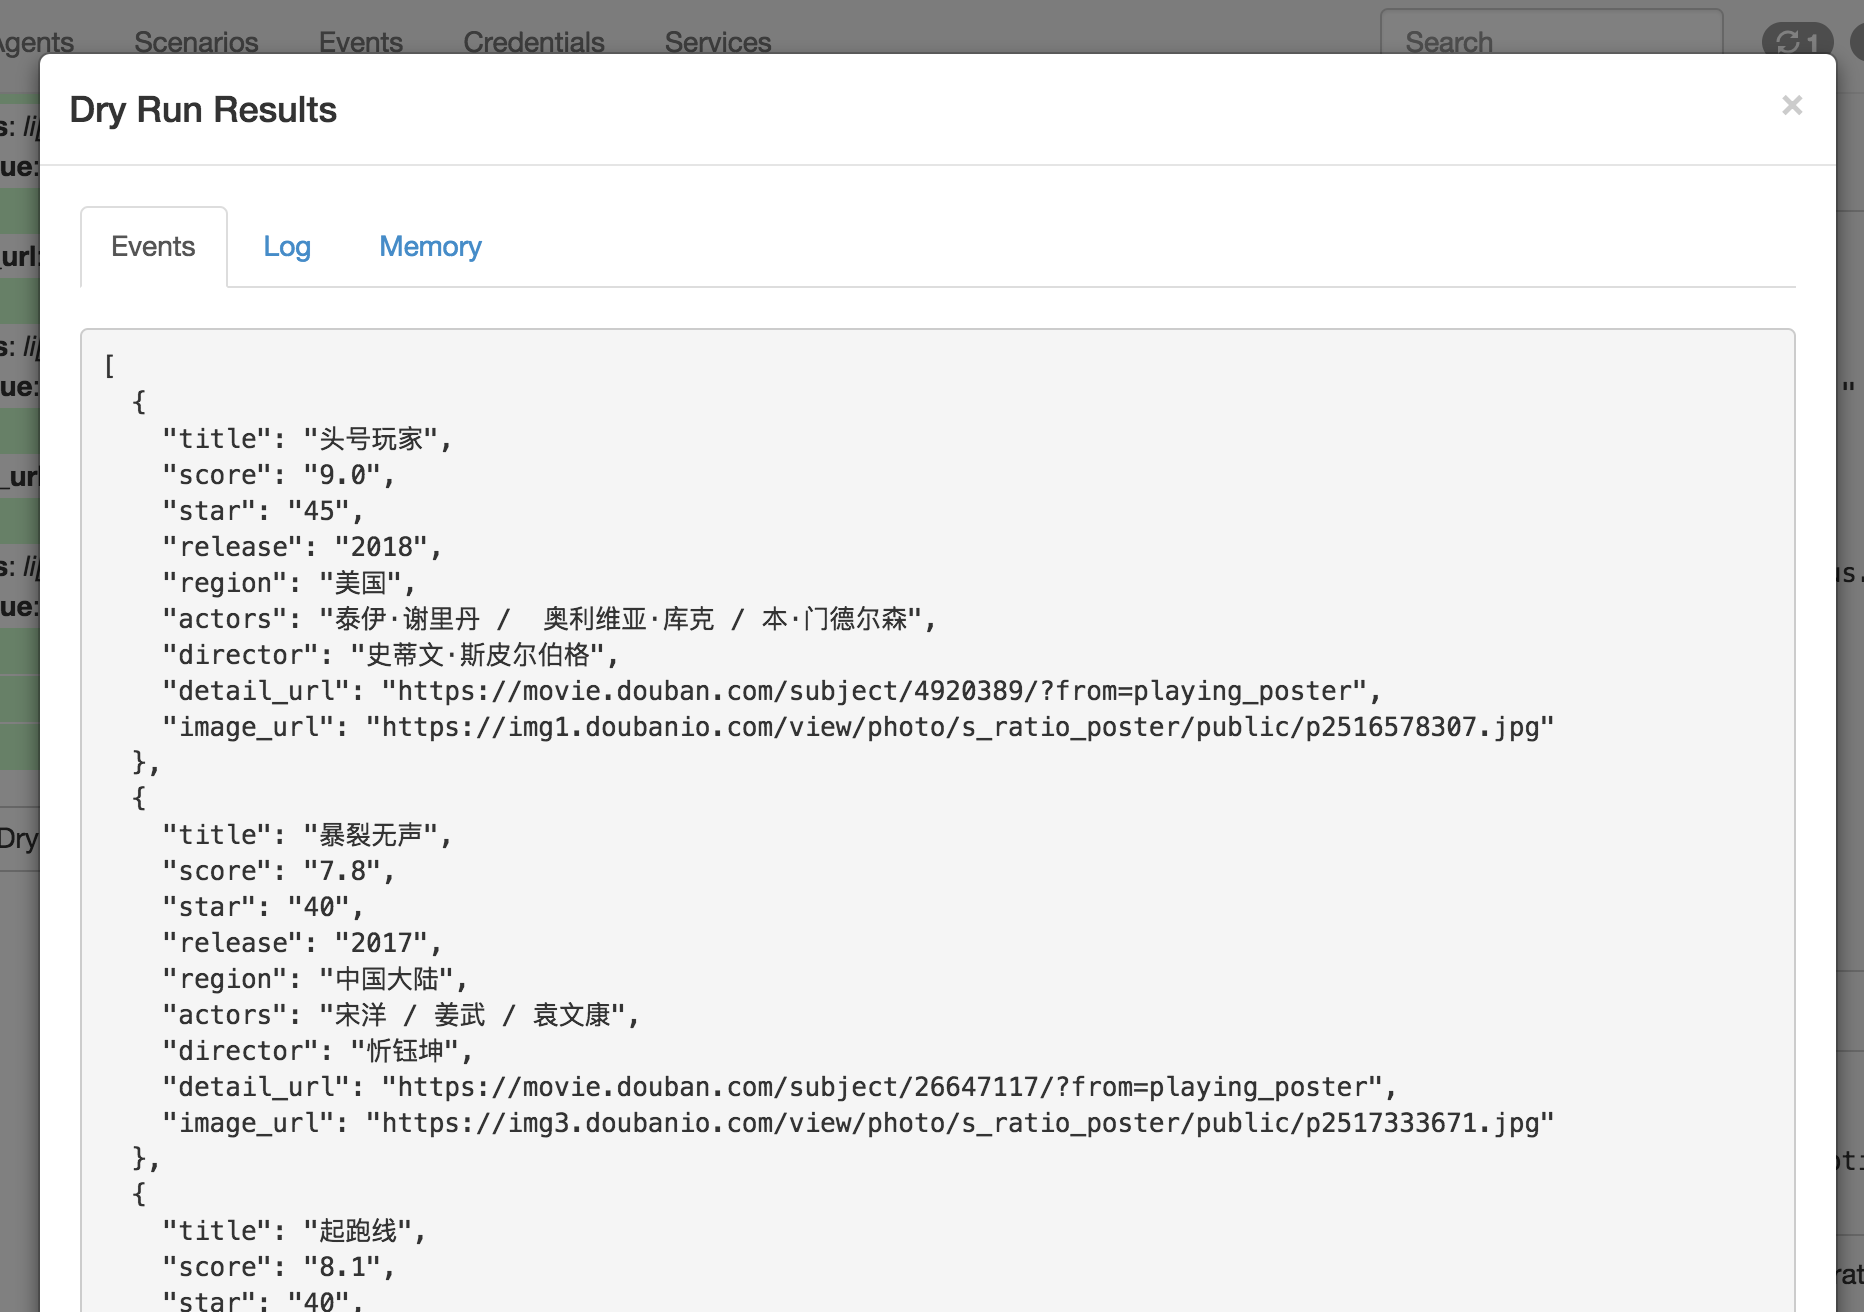 Agents Scenarios Events Credentials Services Search 1
Dry Run Results ×
Events Log Memory
[
  {
    "title": "头号玩家",
    "score": "9.0",
    "star": "45",
    "release": "2018",
    "region": "美国",
    "actors": "泰伊·谢里丹 /  奥利维亚·库克 / 本·门德尔森",
    "director": "史蒂文·斯皮尔伯格",
    "detail_url": "https://movie.douban.com/subject/4920389/?from=playing_poster",
    "image_url": "https://img1.doubanio.com/view/photo/s_ratio_poster/public/p2516578307.jpg"
  },
  {
    "title": "暴裂无声",
    "score": "7.8",
    "star": "40",
    "release": "2017",
    "region": "中国大陆",
    "actors": "宋洋 / 姜武 / 袁文康",
    "director": "忻钰坤",
    "detail_url": "https://movie.douban.com/subject/26647117/?from=playing_poster",
    "image_url": "https://img3.doubanio.com/view/photo/s_ratio_poster/public/p2517333671.jpg"
  },
  {
    "title": "起跑线",
    "score": "8.1",
    "star": "40",
s: li
ue:
_url:
s: li
ue:
_url
s: li
ue:
Dry
"
us.
pti
rat